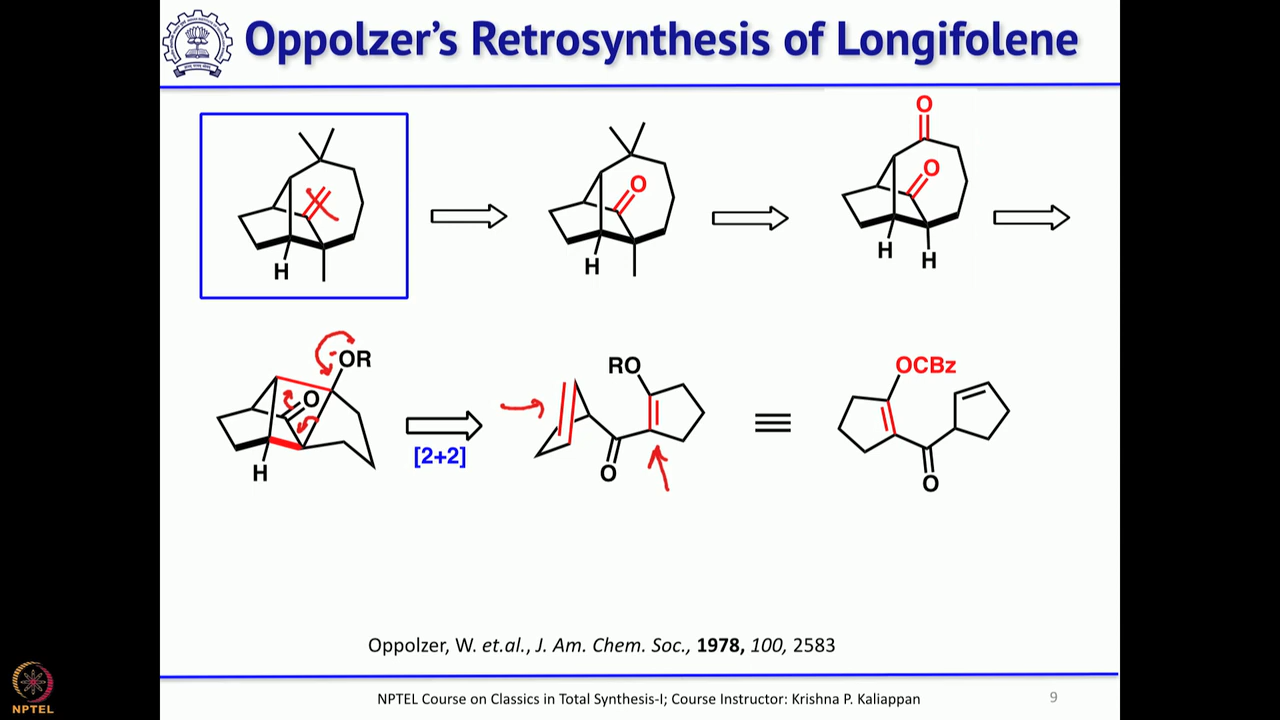 Oppolzer's Retrosynthesis of Longifolene
H
O
H
O
O
H
H
OR
O
H
[2+2]
RO
O
OCBz
O
Oppolzer, W. et.al., J. Am. Chem. Soc., 1978, 100, 2583
NPTEL
NPTEL Course on Classics in Total Synthesis-I; Course Instructor: Krishna P. Kaliappan
9